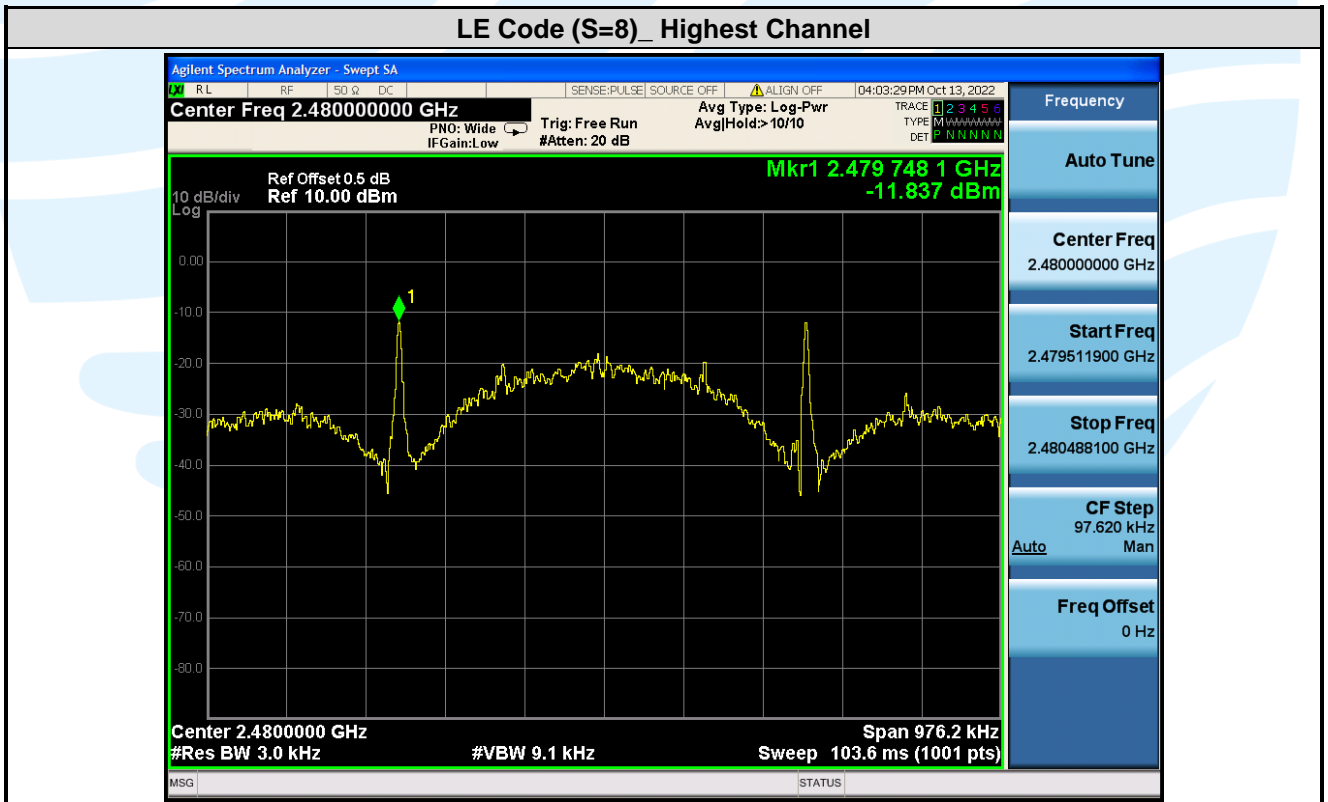 LE Code (S=8)_ Highest Channel
Agilent Spectrum Analyzer - Swept SA
LXI RL RF 50 Ω DC SENSE:PULSE SOURCE OFF ALIGN OFF 04:03:29 PM Oct 13, 2022
Center Freq 2.480000000 GHz
PNO: Wide
IFGain:Low
Trig: Free Run
#Atten: 20 dB
Avg Type: Log-Pwr
Avg|Hold:>10/10
TRACE 1 2 3 4 5 6
TYPE M WWWWW
DET P N N N N N
Mkr1 2.479 748 1 GHz
-11.837 dBm
Ref Offset 0.5 dB
10 dB/div Ref 10.00 dBm
Log
1
0.00
-10.0
-20.0
-30.0
-40.0
-50.0
-60.0
-70.0
-80.0
Center 2.4800000 GHz Span 976.2 kHz
#Res BW 3.0 kHz #VBW 9.1 kHz Sweep 103.6 ms (1001 pts)
MSG STATUS
Frequency
Auto Tune
Center Freq
2.480000000 GHz
Start Freq
2.479511900 GHz
Stop Freq
2.480488100 GHz
CF Step
97.620 kHz
Auto Man
Freq Offset
0 Hz